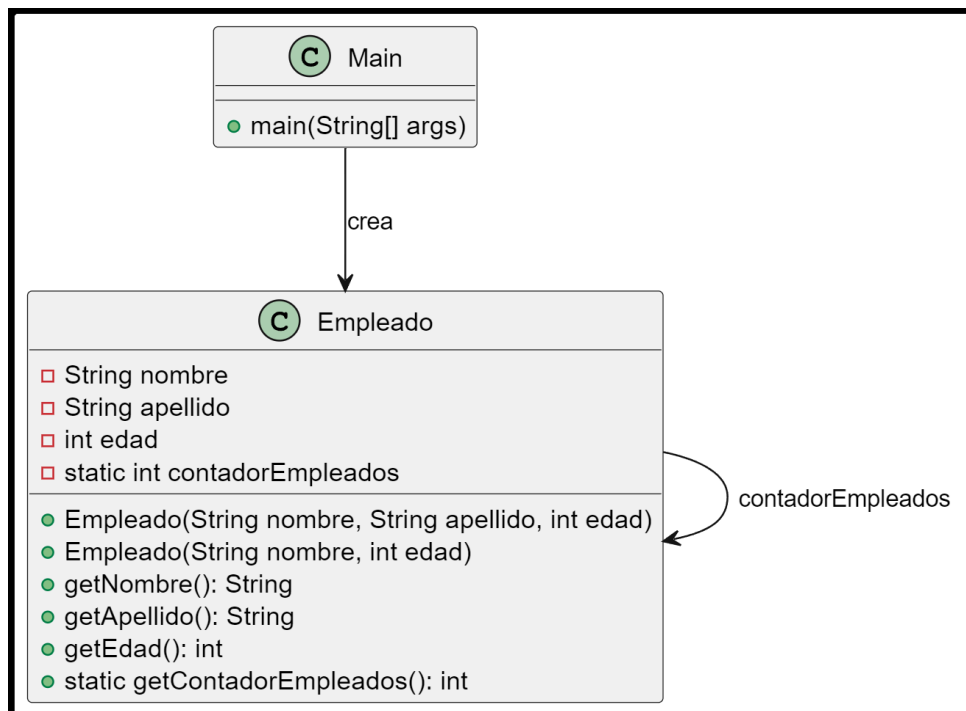 C Main
main(String[] args)
crea
C Empleado
String nombre
String apellido
int edad
static int contadorEmpleados
contadorEmpleados
Empleado(String nombre, String apellido, int edad)
Empleado(String nombre, int edad)
getNombre(): String
getApellido(): String
getEdad(): int
static getContadorEmpleados(): int